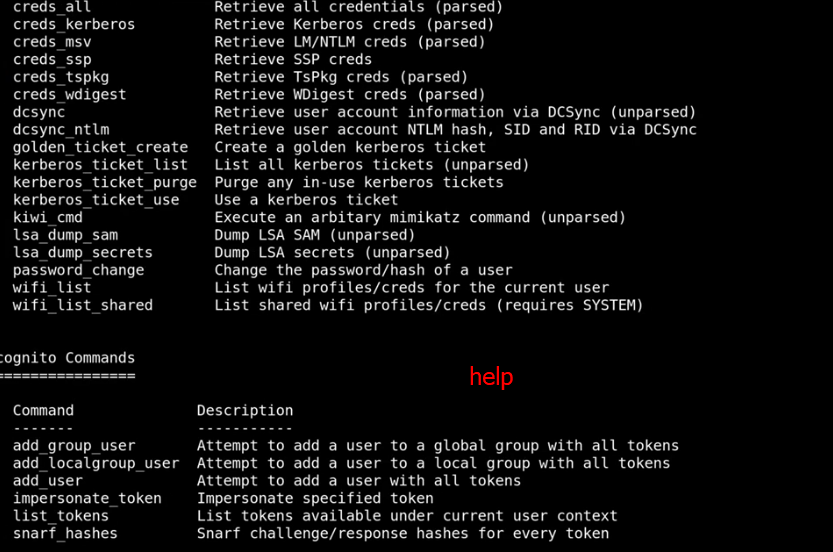 creds_all Retrieve all credentials (parsed)
creds_kerberos Retrieve Kerberos creds (parsed)
creds_msv Retrieve LM/NTLM creds (parsed)
creds_ssp Retrieve SSP creds
creds_tspkg Retrieve TsPkg creds (parsed)
creds_wdigest Retrieve WDigest creds (parsed)
dcsync Retrieve user account information via DCSync (unparsed)
dcsync_ntlm Retrieve user account NTLM hash, SID and RID via DCSync
golden_ticket_create Create a golden kerberos ticket
kerberos_ticket_list List all kerberos tickets (unparsed)
kerberos_ticket_purge Purge any in-use kerberos tickets
kerberos_ticket_use Use a kerberos ticket
kiwi_cmd Execute an arbitary mimikatz command (unparsed)
lsa_dump_sam Dump LSA SAM (unparsed)
lsa_dump_secrets Dump LSA secrets (unparsed)
password_change Change the password/hash of a user
wifi_list List wifi profiles/creds for the current user
wifi_list_shared List shared wifi profiles/creds (requires SYSTEM)
cognito Commands
================
help
Command Description
------- -----------
add_group_user Attempt to add a user to a global group with all tokens
add_localgroup_user Attempt to add a user to a local group with all tokens
add_user Attempt to add a user with all tokens
impersonate_token Impersonate specified token
list_tokens List tokens available under current user context
snarf_hashes Snarf challenge/response hashes for every token